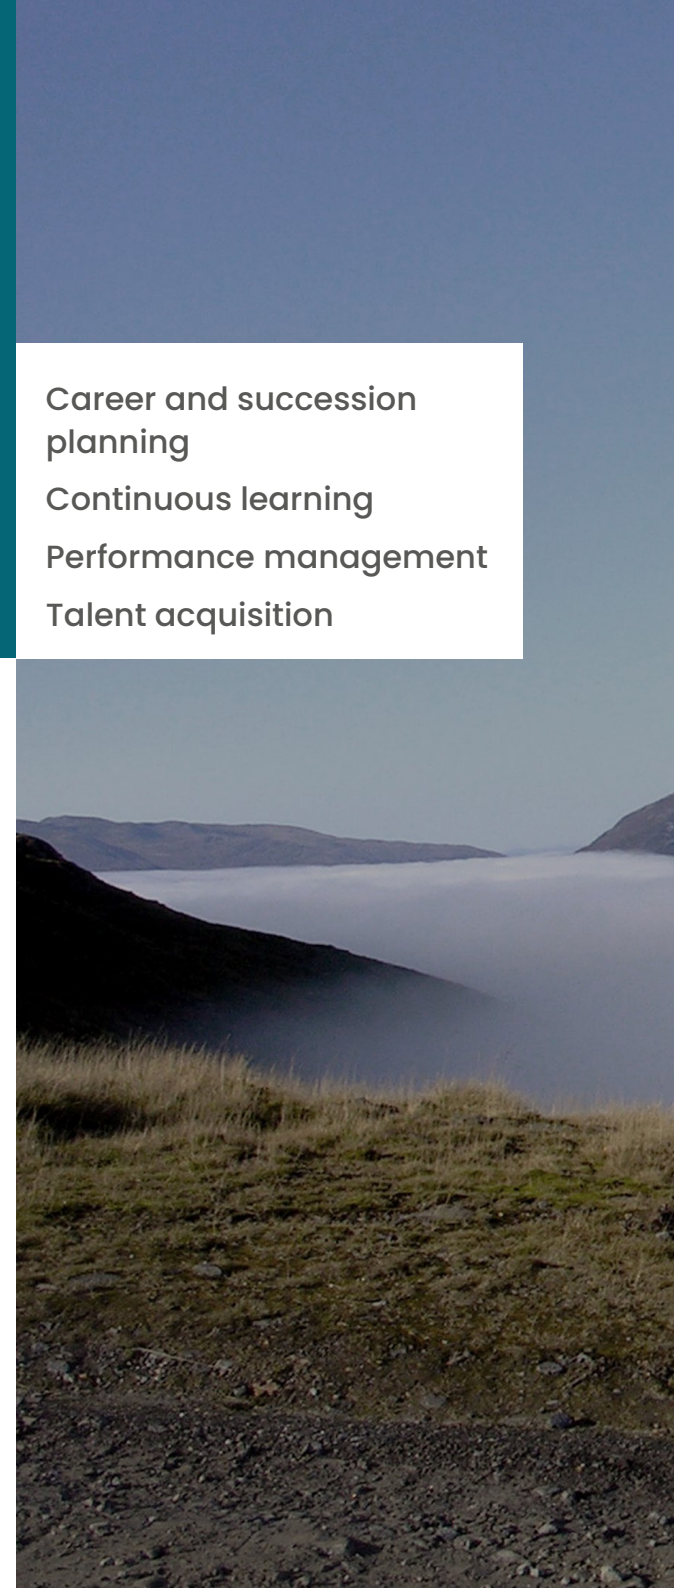 Career and succession
planning
Continuous learning
Performance management
Talent acquisition